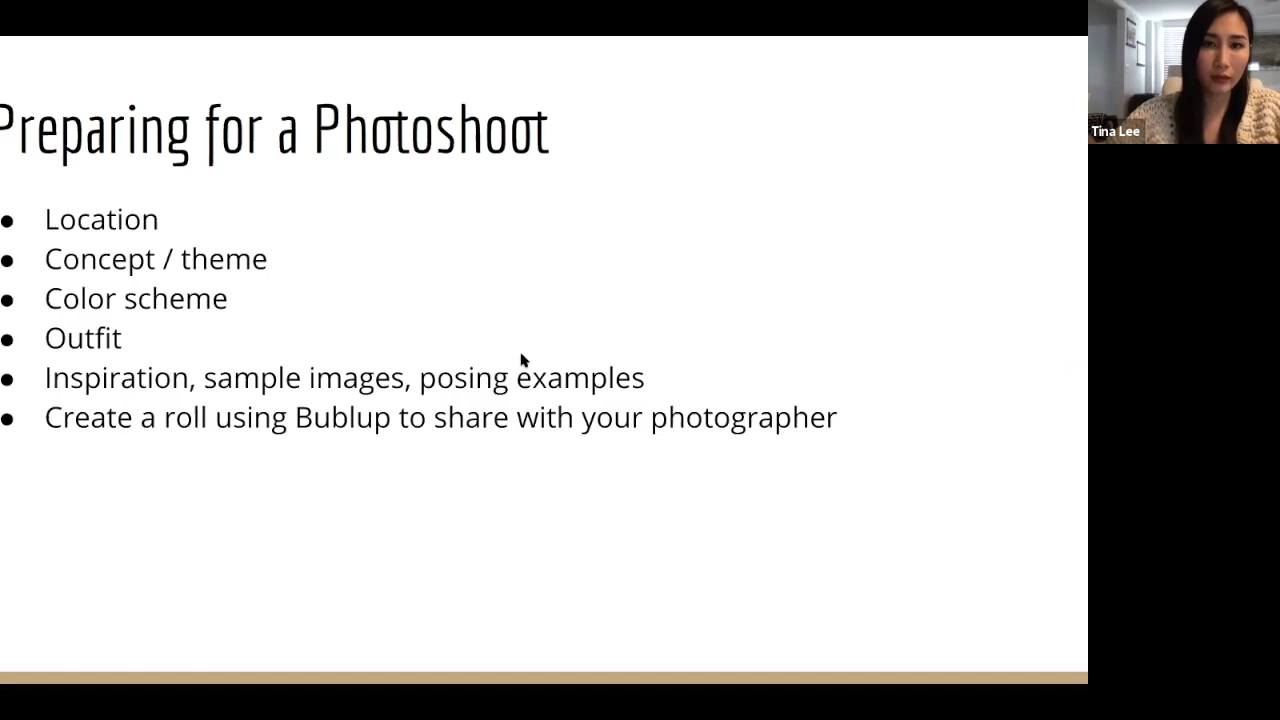 Preparing for a Photoshoot
Tina Lee
● Location
● Concept / theme
● Color scheme
● Outfit
● Inspiration, sample images, posing examples
● Create a roll using Bublup to share with your photographer